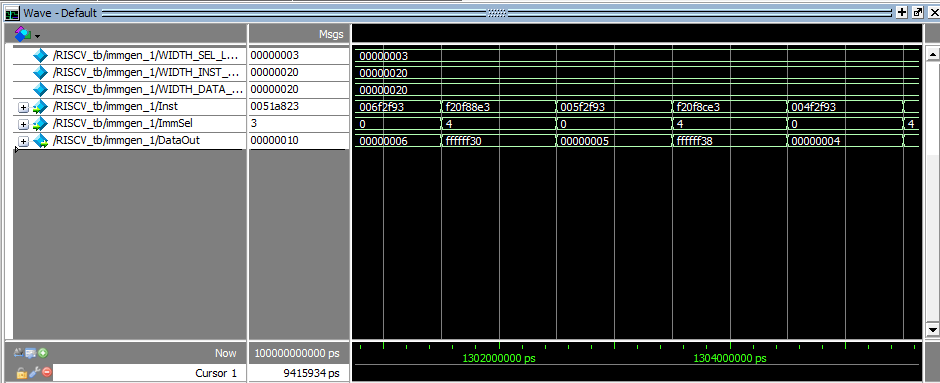 Wave - Default
Msgs
/RISCV_tb/immgen_1/WIDTH_SEL_L... 00000003 00000003
/RISCV_tb/immgen_1/WIDTH_INST_... 00000020 00000020
/RISCV_tb/immgen_1/WIDTH_DATA_... 00000020 00000020
/RISCV_tb/immgen_1/Inst 0051a823 006f2f93 f20f88e3 005f2f93 f20f8ce3 004f2f93
/RISCV_tb/immgen_1/ImmSel 3 0 4 0 4 0 4
/RISCV_tb/immgen_1/DataOut 00000010 00000006 ffffff30 00000005 ffffff38 00000004
Now 100000000000 ps 1302000000 ps 1304000000 ps
Cursor 1 9415934 ps